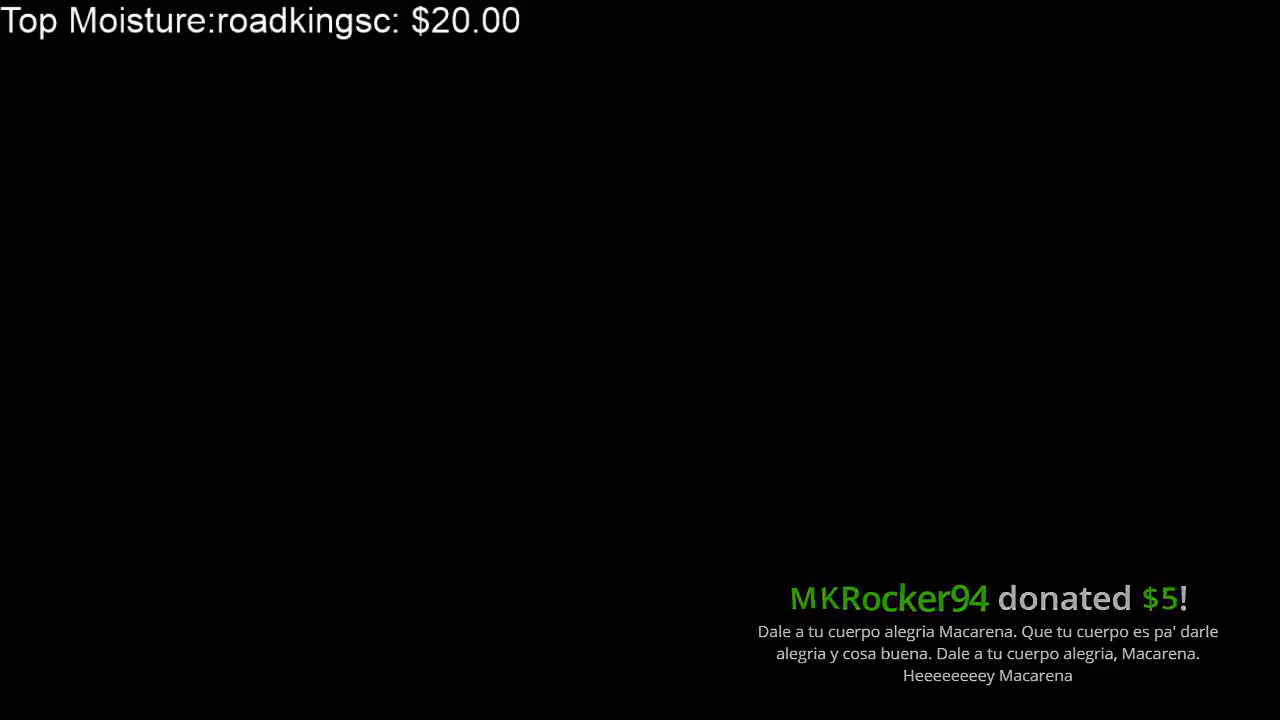 Top Moisture:roadkingsc: $20.00
MKRocker94 donated $5!
Dale a tu cuerpo alegria Macarena. Que tu cuerpo es pa' darle
alegria y cosa buena. Dale a tu cuerpo alegria, Macarena.
Heeeeeeeey Macarena